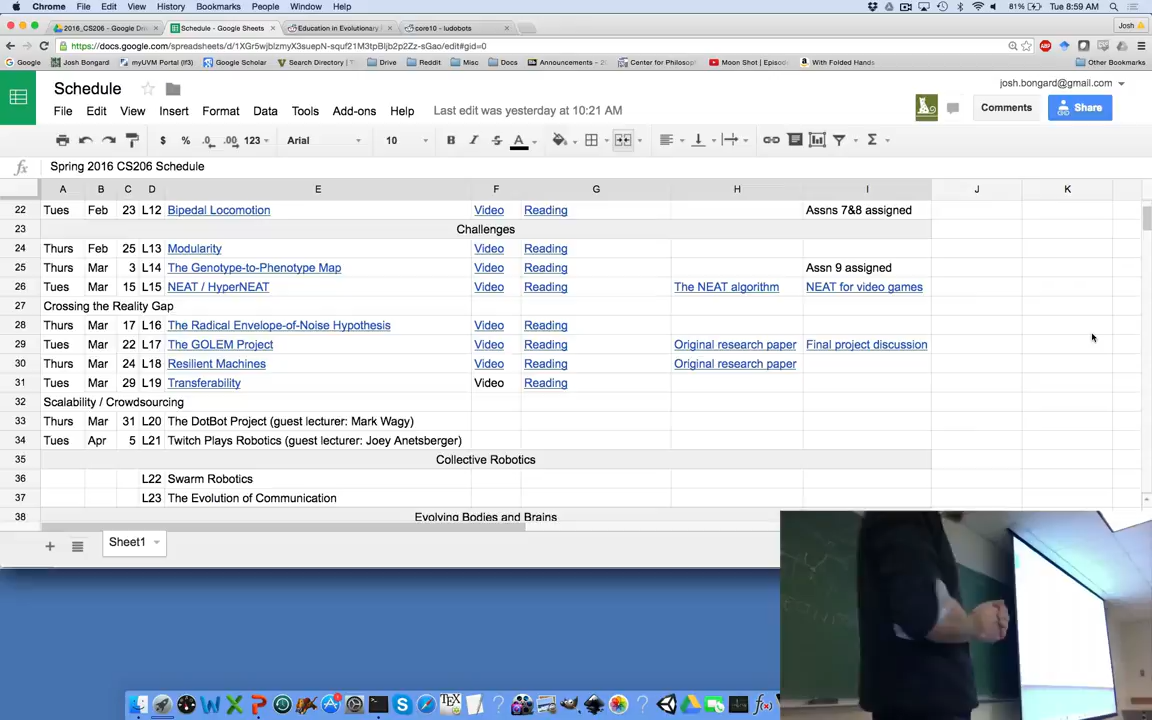 Chrome File Edit View History Bookmarks People Window Help 81% Tue 8:59 AM
2016_CS206 - Google Dri Schedule - Google Sheets Education in Evolutionary core10 - ludobots Josh
https://docs.google.com/spreadsheets/d/1XGr5wjblzmyX3suepN-squf21M3tpBIjb2p2Zz-sGao/edit#gid=0
Google Josh Bongard myUVM Portal (lf3) Google Scholar Search Directory | Drive Reddit Misc Docs Announcements - Center for Philosop Moon Shot | Episod With Folded Hands Other Bookmarks
Schedule josh.bongard@gmail.com
File Edit View Insert Format Data Tools Add-ons Help Last edit was yesterday at 10:21 AM Comments Share
$ % .0 .00 123 Arial 10 B I S A Σ
fx Spring 2016 CS206 Schedule
A B C D E F G H I J K
22 Tues Feb 23 L12 Bipedal Locomotion Video Reading Assns 7&8 assigned
23 Challenges
24 Thurs Feb 25 L13 Modularity Video Reading
25 Thurs Mar 3 L14 The Genotype-to-Phenotype Map Video Reading Assn 9 assigned
26 Tues Mar 15 L15 NEAT / HyperNEAT Video Reading The NEAT algorithm NEAT for video games
27 Crossing the Reality Gap
28 Thurs Mar 17 L16 The Radical Envelope-of-Noise Hypothesis Video Reading
29 Tues Mar 22 L17 The GOLEM Project Video Reading Original research paper Final project discussion
30 Thurs Mar 24 L18 Resilient Machines Video Reading Original research paper
31 Tues Mar 29 L19 Transferability Video Reading
32 Scalability / Crowdsourcing
33 Thurs Mar 31 L20 The DotBot Project (guest lecturer: Mark Wagy)
34 Tues Apr 5 L21 Twitch Plays Robotics (guest lecturer: Joey Anetsberger)
35 Collective Robotics
36 L22 Swarm Robotics
37 L23 The Evolution of Communication
38 Evolving Bodies and Brains
+ Sheet1